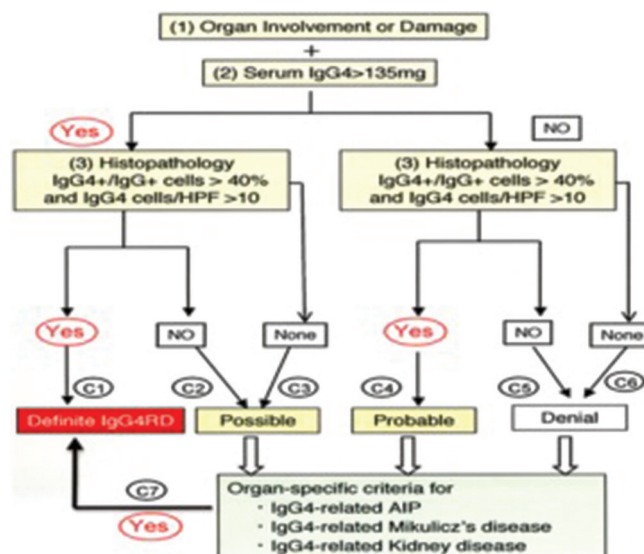 (1) Organ Involvement or Damage
+
(2) Serum IgG4>135mg
Yes
NO
(3) Histopathology
IgG4+/IgG+ cells > 40%
and IgG4 cells/HPF >10
(3) Histopathology
IgG4+/IgG+ cells > 40%
and IgG4 cells/HPF >10
Yes
NO
None
Yes
NO
None
C1
C2
C3
C4
C5
C6
Definite IgG4RD
Possible
Probable
Denial
C7
Yes
Organ-specific criteria for
· IgG4-related AIP
· IgG4-related Mikulicz's disease
· IgG4-related Kidney disease